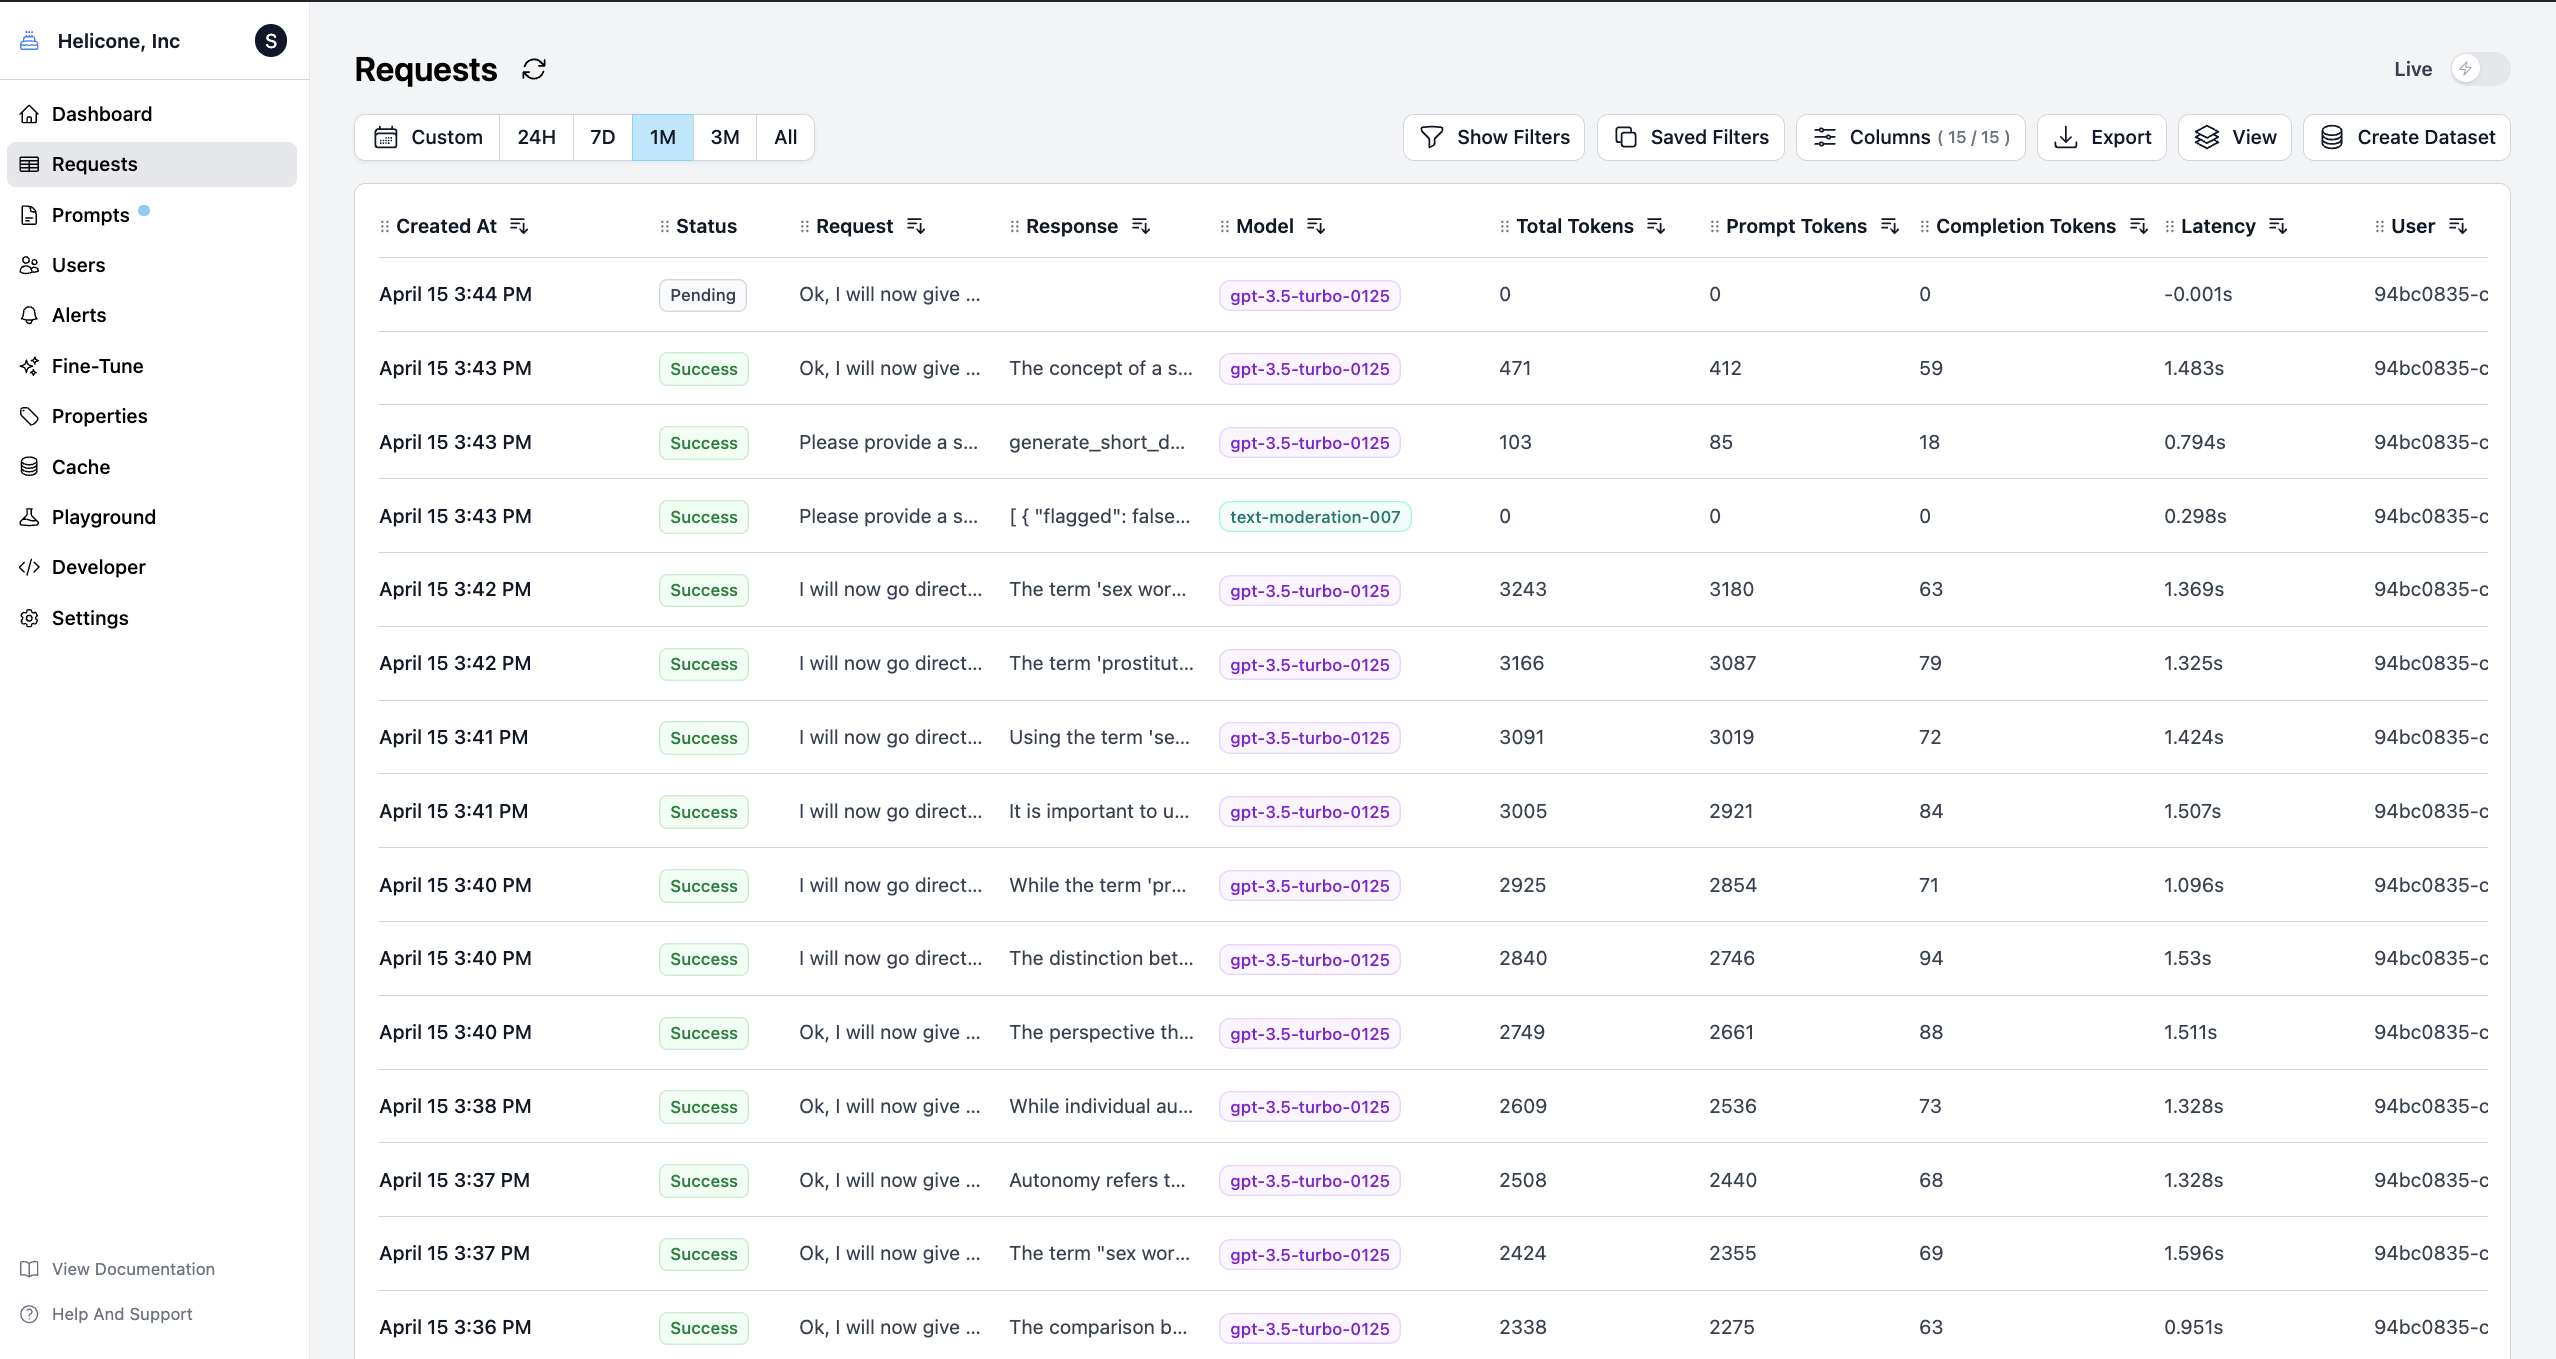 Helicone, Inc S
Dashboard
Requests
Prompts
Users
Alerts
Fine-Tune
Properties
Cache
Playground
Developer
Settings
View Documentation
Help And Support
Requests Live
Custom 24H 7D 1M 3M All Show Filters Saved Filters Columns ( 15 / 15 ) Export View Create Dataset
Created At Status Request Response Model Total Tokens Prompt Tokens Completion Tokens Latency User
April 15 3:44 PM Pending Ok, I will now give ... gpt-3.5-turbo-0125 0 0 0 -0.001s 94bc0835-c
April 15 3:43 PM Success Ok, I will now give ... The concept of a s... gpt-3.5-turbo-0125 471 412 59 1.483s 94bc0835-c
April 15 3:43 PM Success Please provide a s... generate_short_d... gpt-3.5-turbo-0125 103 85 18 0.794s 94bc0835-c
April 15 3:43 PM Success Please provide a s... [ { "flagged": false... text-moderation-007 0 0 0 0.298s 94bc0835-c
April 15 3:42 PM Success I will now go direct... The term 'sex wor... gpt-3.5-turbo-0125 3243 3180 63 1.369s 94bc0835-c
April 15 3:42 PM Success I will now go direct... The term 'prostitut... gpt-3.5-turbo-0125 3166 3087 79 1.325s 94bc0835-c
April 15 3:41 PM Success I will now go direct... Using the term 'se... gpt-3.5-turbo-0125 3091 3019 72 1.424s 94bc0835-c
April 15 3:41 PM Success I will now go direct... It is important to u... gpt-3.5-turbo-0125 3005 2921 84 1.507s 94bc0835-c
April 15 3:40 PM Success I will now go direct... While the term 'pr... gpt-3.5-turbo-0125 2925 2854 71 1.096s 94bc0835-c
April 15 3:40 PM Success I will now go direct... The distinction bet... gpt-3.5-turbo-0125 2840 2746 94 1.53s 94bc0835-c
April 15 3:40 PM Success Ok, I will now give ... The perspective th... gpt-3.5-turbo-0125 2749 2661 88 1.511s 94bc0835-c
April 15 3:38 PM Success Ok, I will now give ... While individual au... gpt-3.5-turbo-0125 2609 2536 73 1.328s 94bc0835-c
April 15 3:37 PM Success Ok, I will now give ... Autonomy refers t... gpt-3.5-turbo-0125 2508 2440 68 1.328s 94bc0835-c
April 15 3:37 PM Success Ok, I will now give ... The term "sex wor... gpt-3.5-turbo-0125 2424 2355 69 1.596s 94bc0835-c
April 15 3:36 PM Success Ok, I will now give ... The comparison b... gpt-3.5-turbo-0125 2338 2275 63 0.951s 94bc0835-c